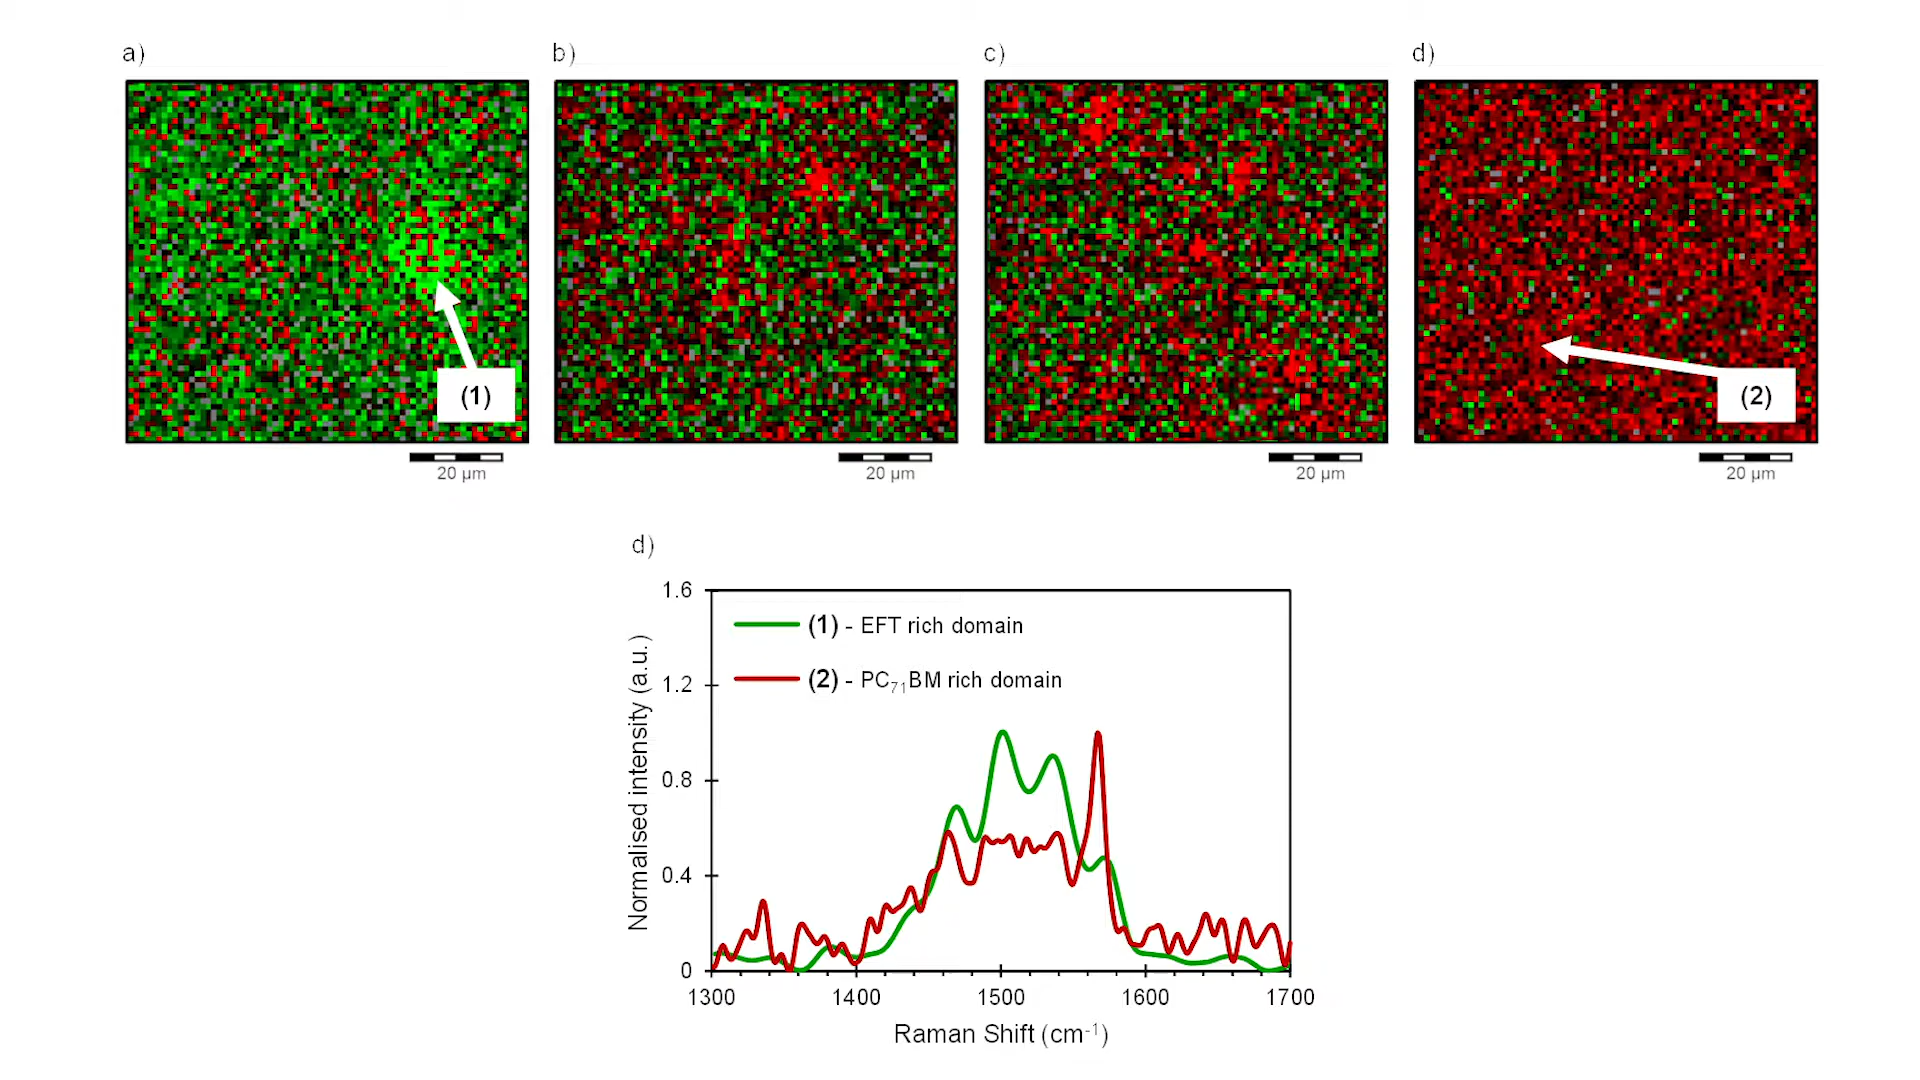 a)
b)
c)
d)
(1)
(2)
20 µm
20 µm
20 µm
20 µm
d)
1.6
1.2
0.8
0.4
0
Normalised intensity (a.u.)
(1) - EFT rich domain
(2) - PC₇₁BM rich domain
1300 1400 1500 1600 1700
Raman Shift (cm⁻¹)